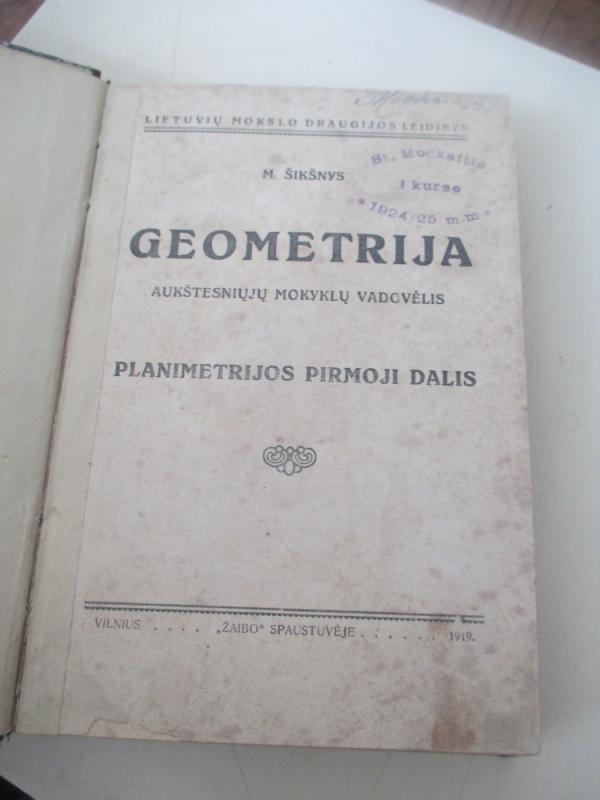 LIETUVIŲ MOKSLO DRAUGIJOS LEIDINYS
St. Mockaitis
I kurso
* 1924/25 m.m *
M. ŠIKŠNYS
GEOMETRIJA
AUKŠTESNIŲJŲ MOKYKLŲ VADOVĖLIS
PLANIMETRIJOS PIRMOJI DALIS
VILNIUS . . . . „ŽAIBO“ SPAUSTUVĖJE . . . . . . 1919.